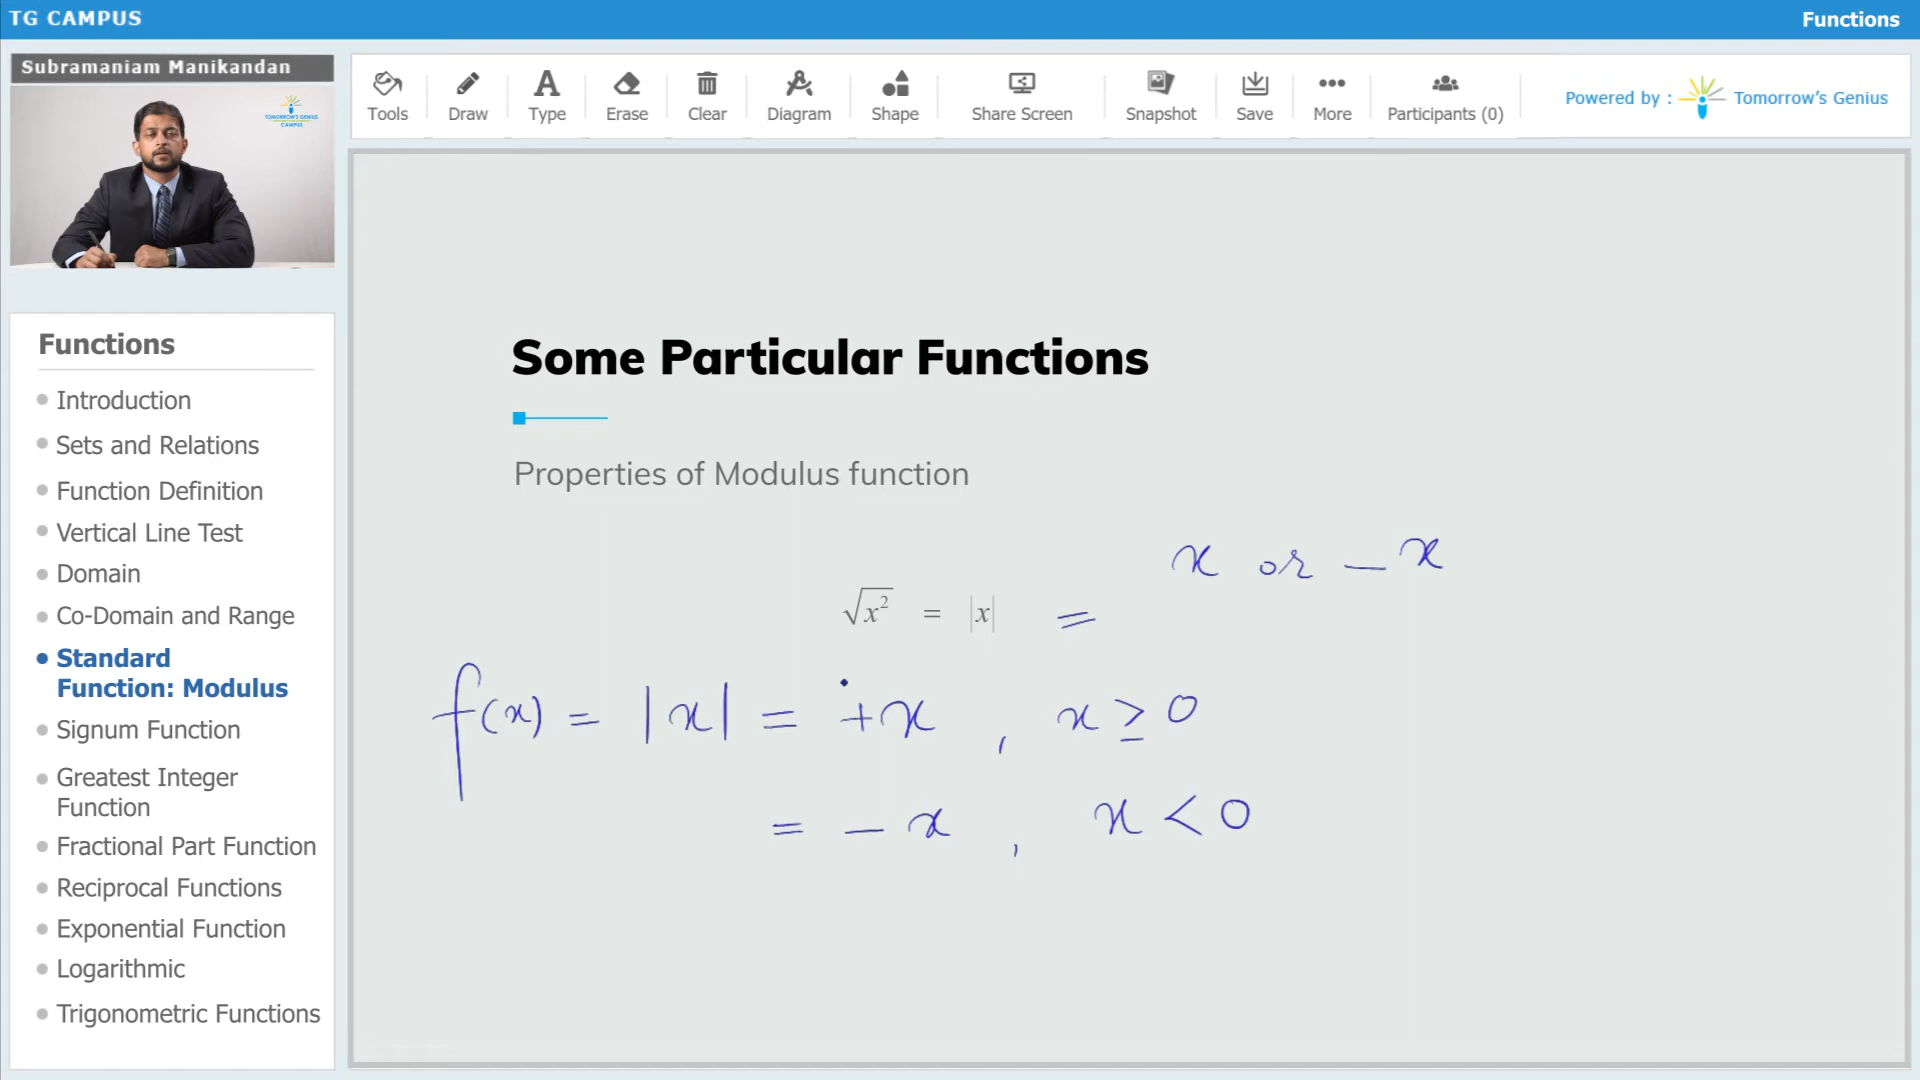 TG CAMPUS
Functions
Subramaniam Manikandan
TOMORROW'S GENIUS
CAMPUS
Tools
Draw
Type
Erase
Clear
Diagram
Shape
Share Screen
Snapshot
Save
More
Participants (0)
Powered by : Tomorrow's Genius
Functions
Introduction
Sets and Relations
Function Definition
Vertical Line Test
Domain
Co-Domain and Range
Standard
Function: Modulus
Signum Function
Greatest Integer
Function
Fractional Part Function
Reciprocal Functions
Exponential Function
Logarithmic
Trigonometric Functions
Some Particular Functions
Properties of Modulus function
x or – x
√x² = |x| =
f(x) = |x| = +x , x ≥ 0
= – x , x < 0